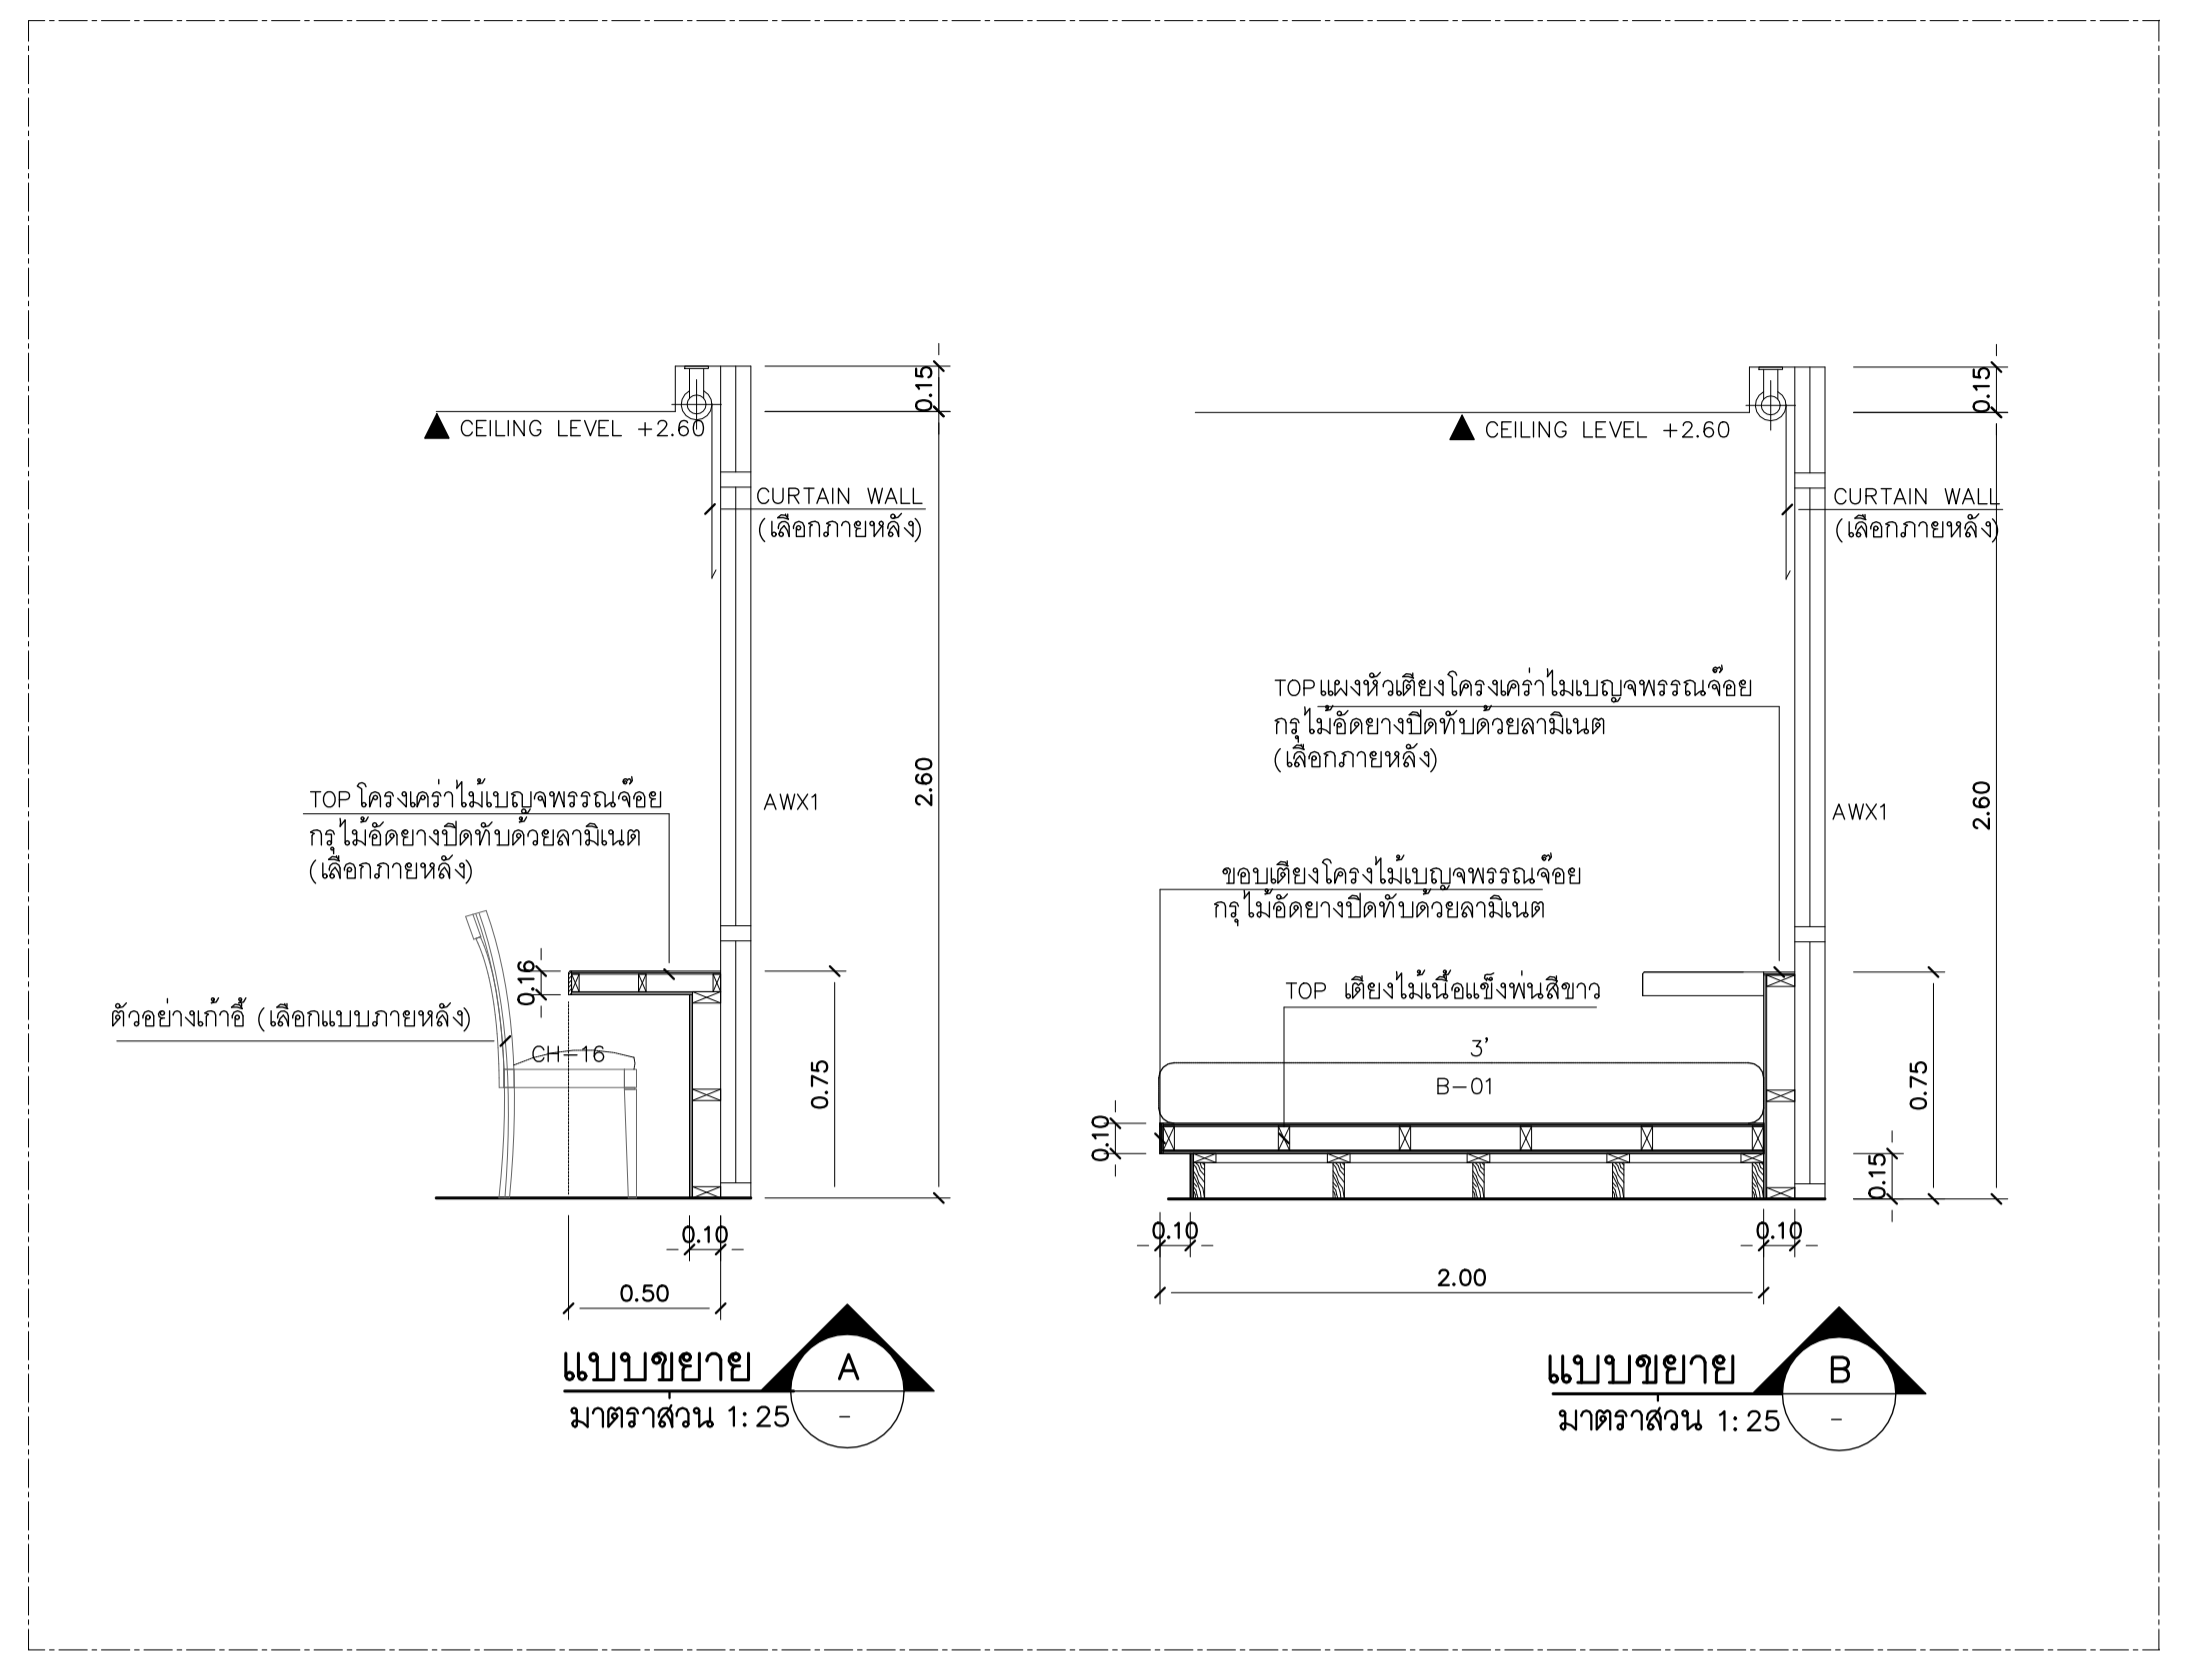 0.15
CEILING LEVEL +2.60
CURTAIN WALL
(เลือกภายหลัง)
2.60
AWX1
TOP โครงเคร่าไม้เบญจพรรณจ๊อย
กรุไม้อัดยางปิดทับด้วยลามิเนต
(เลือกภายหลัง)
0.16
ตัวอย่างเก้าอี้ (เลือกแบบภายหลัง)
CH-16
0.75
0.10
0.50
แบบขยาย
A
มาตราส่วน 1:25
-
0.15
CEILING LEVEL +2.60
CURTAIN WALL
(เลือกภายหลัง)
TOPแผงหัวเตียงโครงเคร่าไมเบญจพรรณจ๊อย
กรุไม้อัดยางปิดทับด้วยลามิเนต
(เลือกภายหลัง)
AWX1
2.60
ขอบเตียงโครงไม้เบญจพรรณจ๊อย
กรุไม้อัดยางปิดทับด้วยลามิเนต
TOP เตียงไม้เนื้อแข็งพ่นสีขาว
3'
B-01
0.75
0.10
0.15
0.10
0.10
2.00
แบบขยาย
B
มาตราส่วน 1:25
-